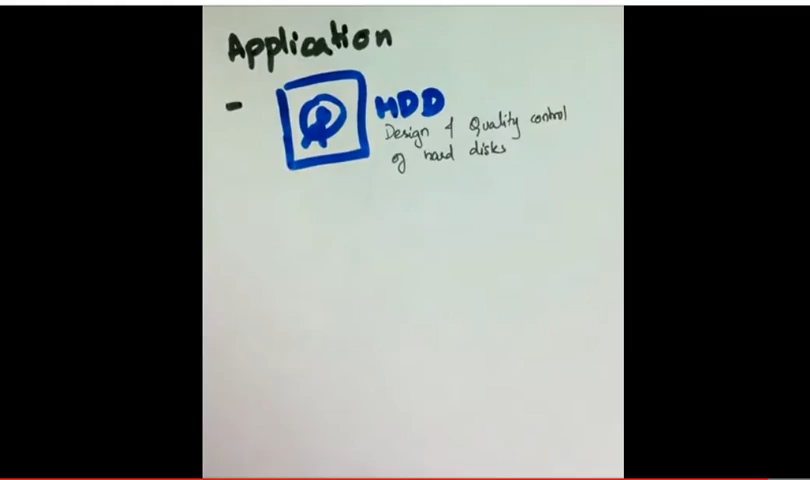 Application
- HDD
Design & Quality control
of hard disks